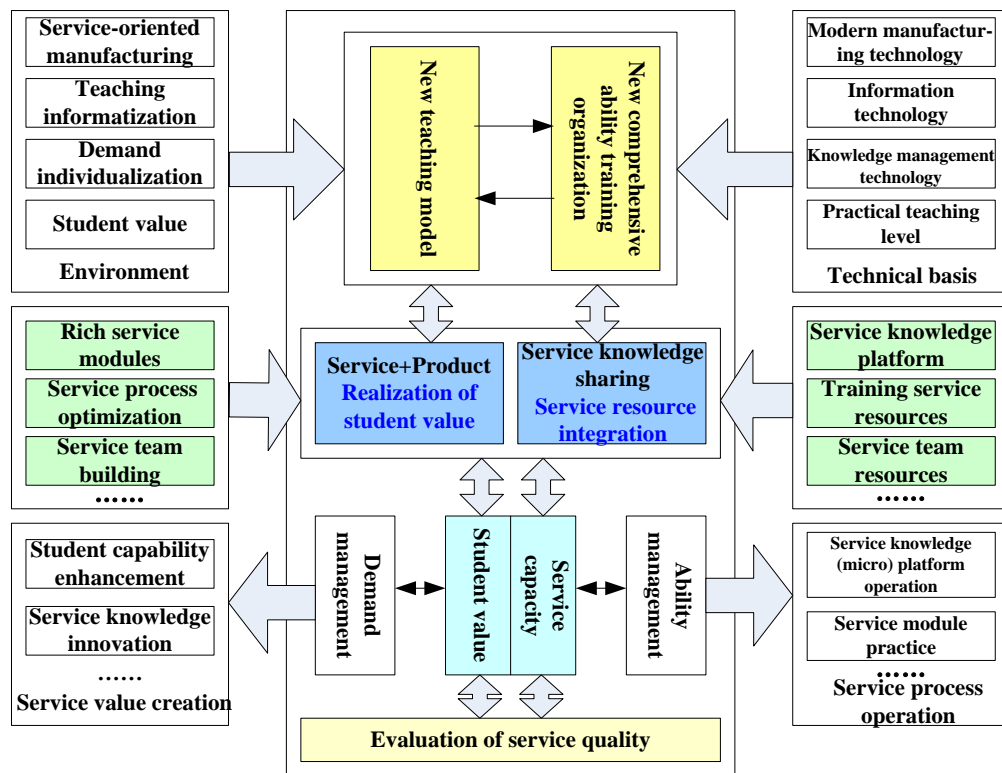 Service-oriented
manufacturing
Teaching
informatization
Demand
individualization
Student value
Environment
New teaching model
New comprehensive
ability training
organization
Modern manufactur-
ing technology
Information
technology
Knowledge management
technology
Practical teaching
level
Technical basis
Rich service
modules
Service process
optimization
Service team
building
……
Service+Product
Realization of
student value
Service knowledge
sharing
Service resource
integration
Service knowledge
platform
Training service
resources
Service team
resources
……
Student capability
enhancement
Service knowledge
innovation
……
Service value creation
Demand
management
Student value
Service
capacity
Ability
management
Service knowledge
(micro) platform
operation
Service module
practice
……
Service process
operation
Evaluation of service quality